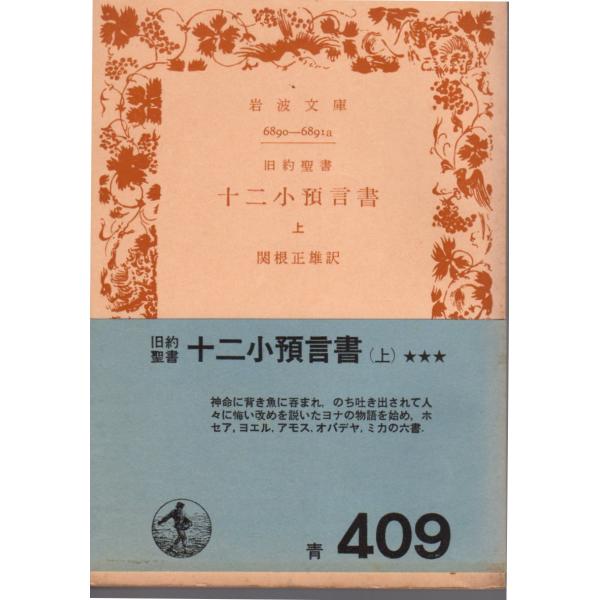 岩波文庫
6890—6891a
旧約聖書
十二小預言書
上
関根正雄訳
旧約聖書 十二小預言書(上)★★★
神命に背き魚に呑まれ,のち吐き出されて人
々に悔い改めを説いたヨナの物語を始め,ホ
セア,ヨエル,アモス,オバデヤ,ミカの六書.
青 409